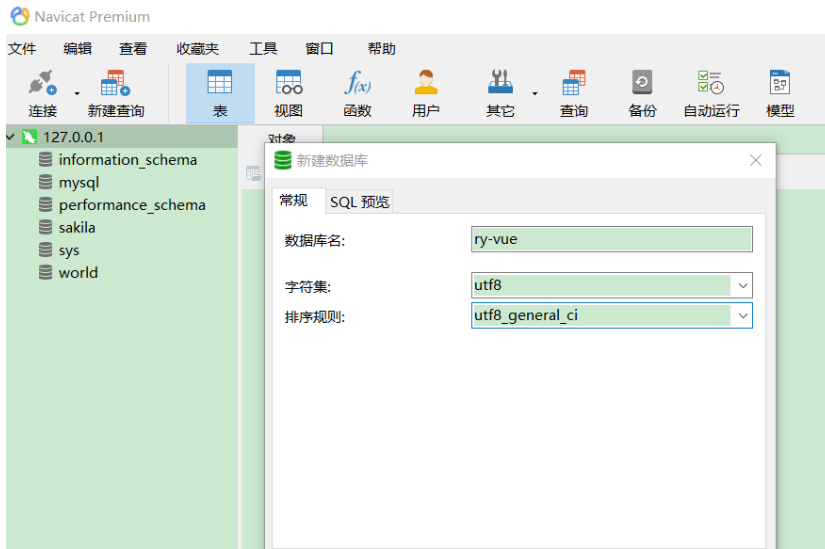 Navicat Premium
文件 编辑 查看 收藏夹 工具 窗口 帮助
连接 新建查询 表 视图 f(x) 函数 用户 其它 查询 备份 自动运行 模型
127.0.0.1
对象
information_schema
mysql
performance_schema
sakila
sys
world
新建数据库
常规 SQL 预览
数据库名: ry-vue
字符集: utf8
排序规则: utf8_general_ci